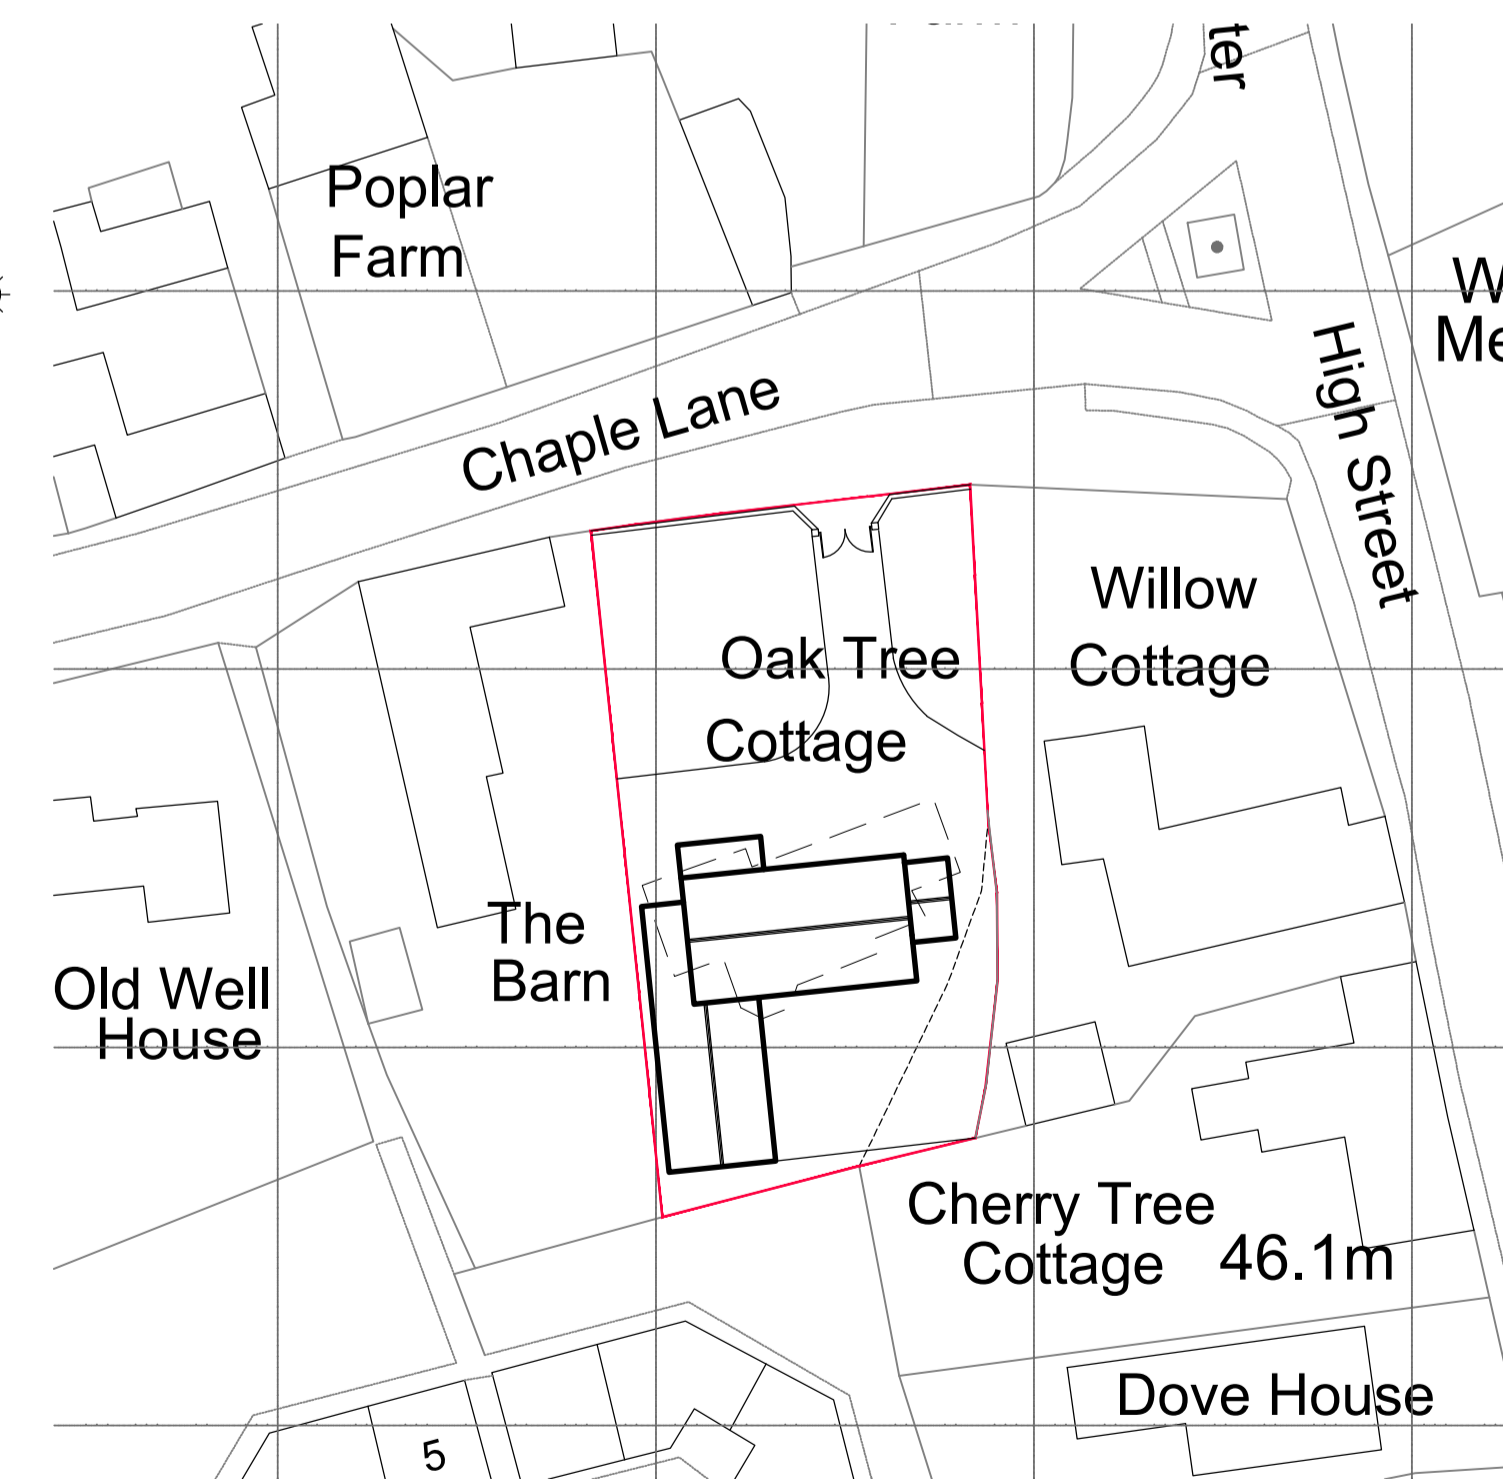 ter
Poplar
Farm
High Street
Chaple Lane
Willow
Cottage
Oak Tree
Cottage
The
Barn
Old Well
House
Cherry Tree
Cottage
46.1m
Dove House
5